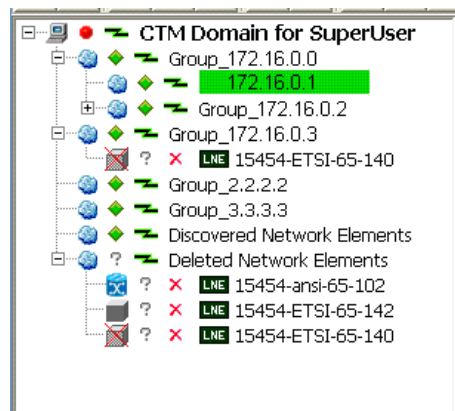 CTM Domain for SuperUser
Group_172.16.0.0
172.16.0.1
Group_172.16.0.2
Group_172.16.0.3
? LNE 15454-ETSI-65-140
Group_2.2.2.2
Group_3.3.3.3
Discovered Network Elements
? Deleted Network Elements
? LNE 15454-ansi-65-102
? LNE 15454-ETSI-65-142
? LNE 15454-ETSI-65-140